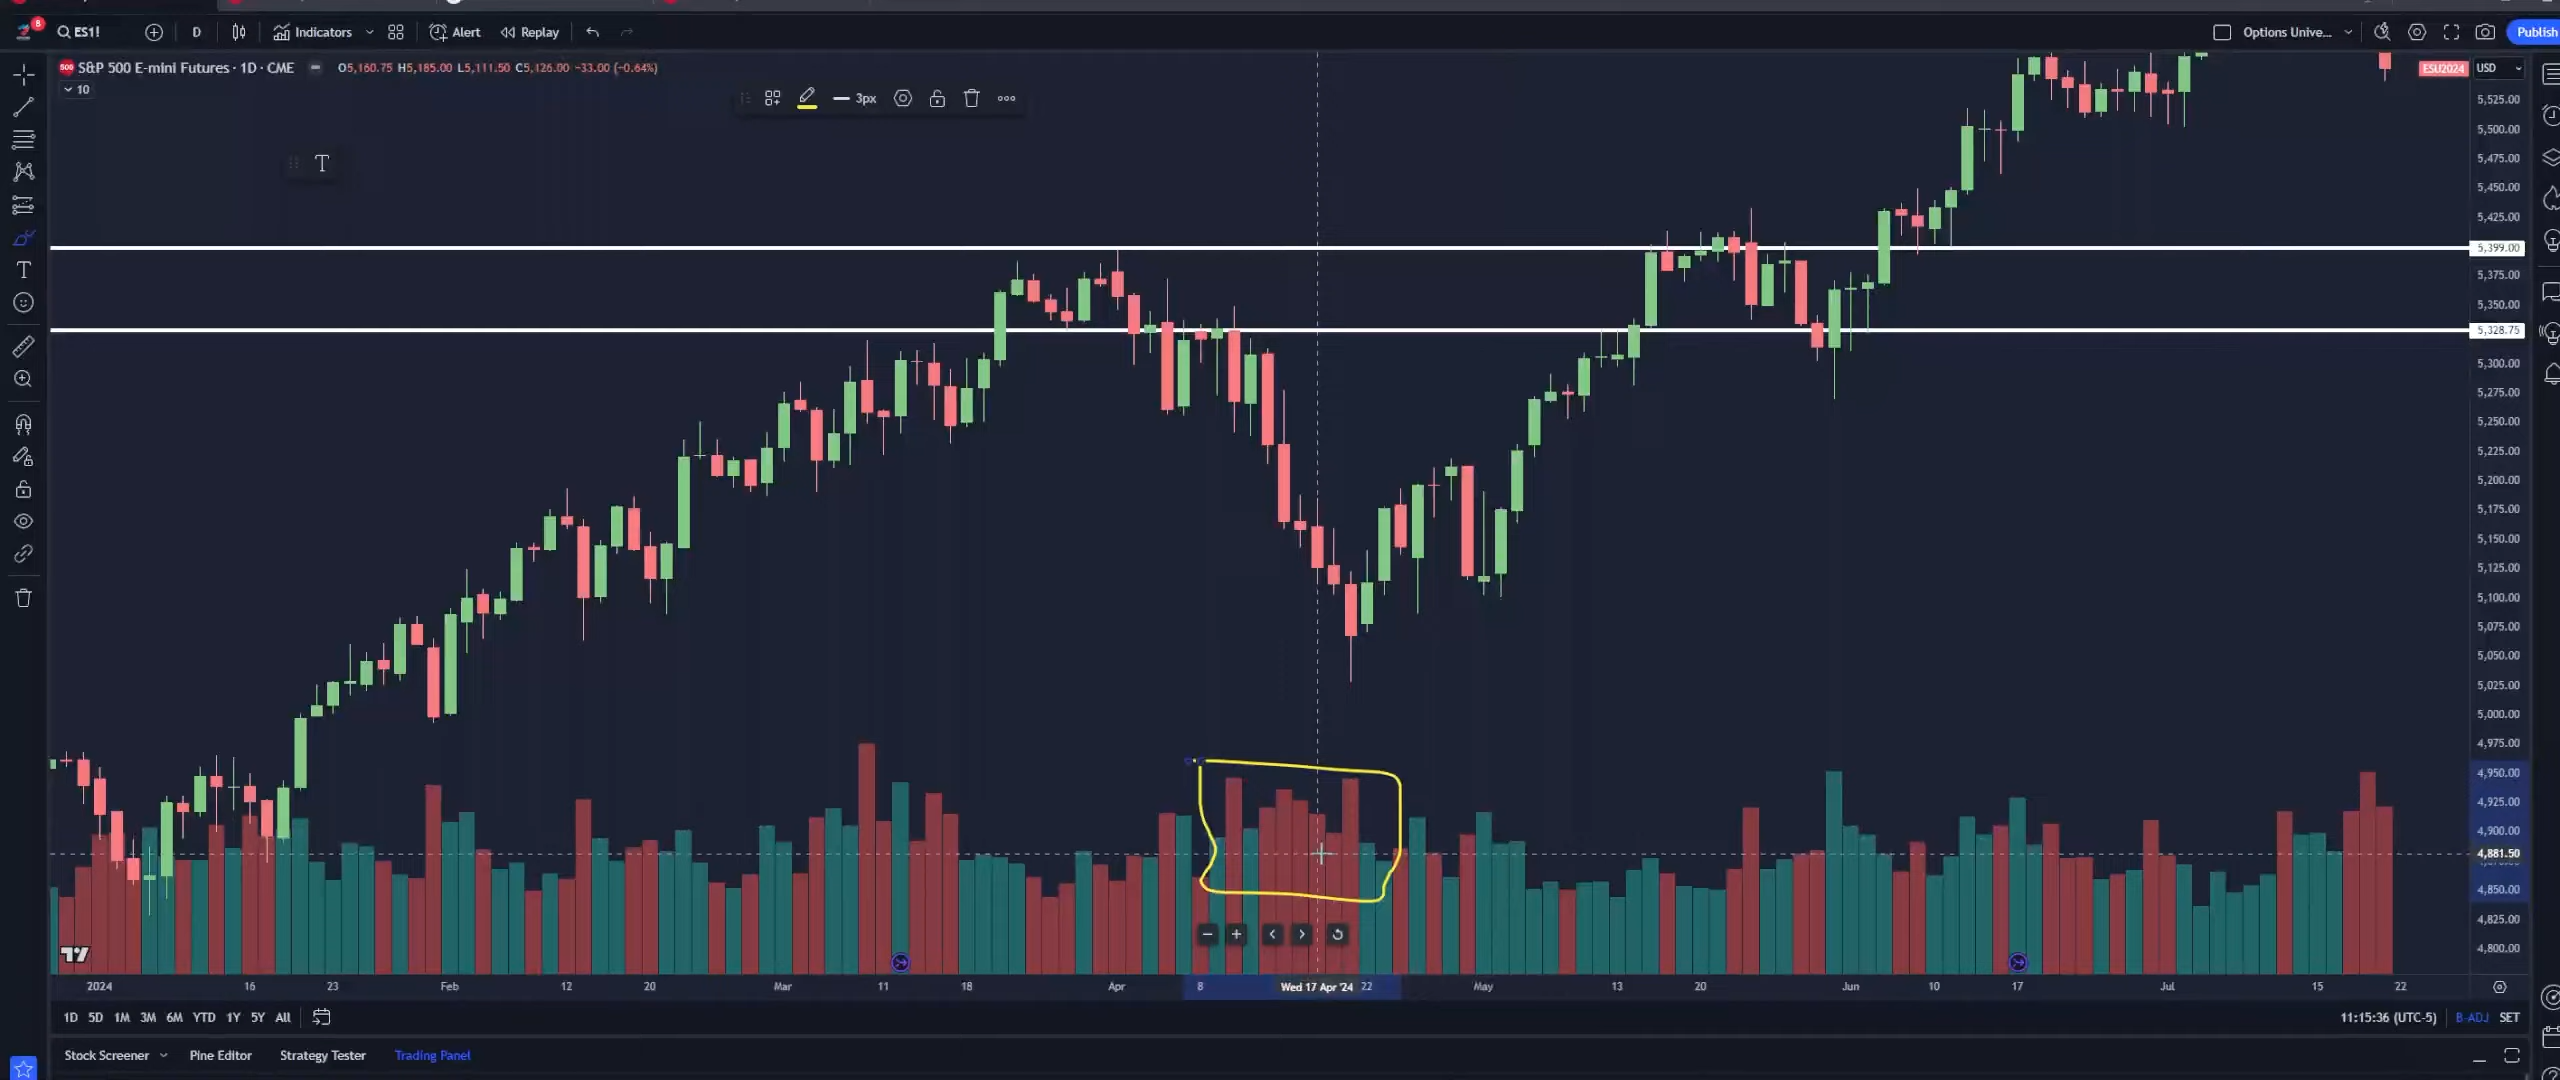 8
ES1!
D
Indicators
Alert
Replay
Options Unive...
Publish
S&P 500 E-mini Futures · 1D · CME
O5,160.75 H5,185.00 L5,111.50 C5,126.00 −33.00 (−0.64%)
10
3px
T
ESU2024
USD
5,525.00
5,500.00
5,475.00
5,450.00
5,425.00
5,399.00
5,375.00
5,350.00
5,328.75
5,300.00
5,275.00
5,250.00
5,225.00
5,200.00
5,175.00
5,150.00
5,125.00
5,100.00
5,075.00
5,050.00
5,025.00
5,000.00
4,975.00
4,950.00
4,925.00
4,900.00
4,881.50
4,850.00
4,825.00
4,800.00
2024 16 23 Feb 12 20 Mar 11 18 Apr 8 Wed 17 Apr '24 22 May 13 20 Jun 10 17 Jul 15 22
1D 5D 1M 3M 6M YTD 1Y 5Y All
11:15:36 (UTC-5) B-ADJ SET
Stock Screener Pine Editor Strategy Tester Trading Panel